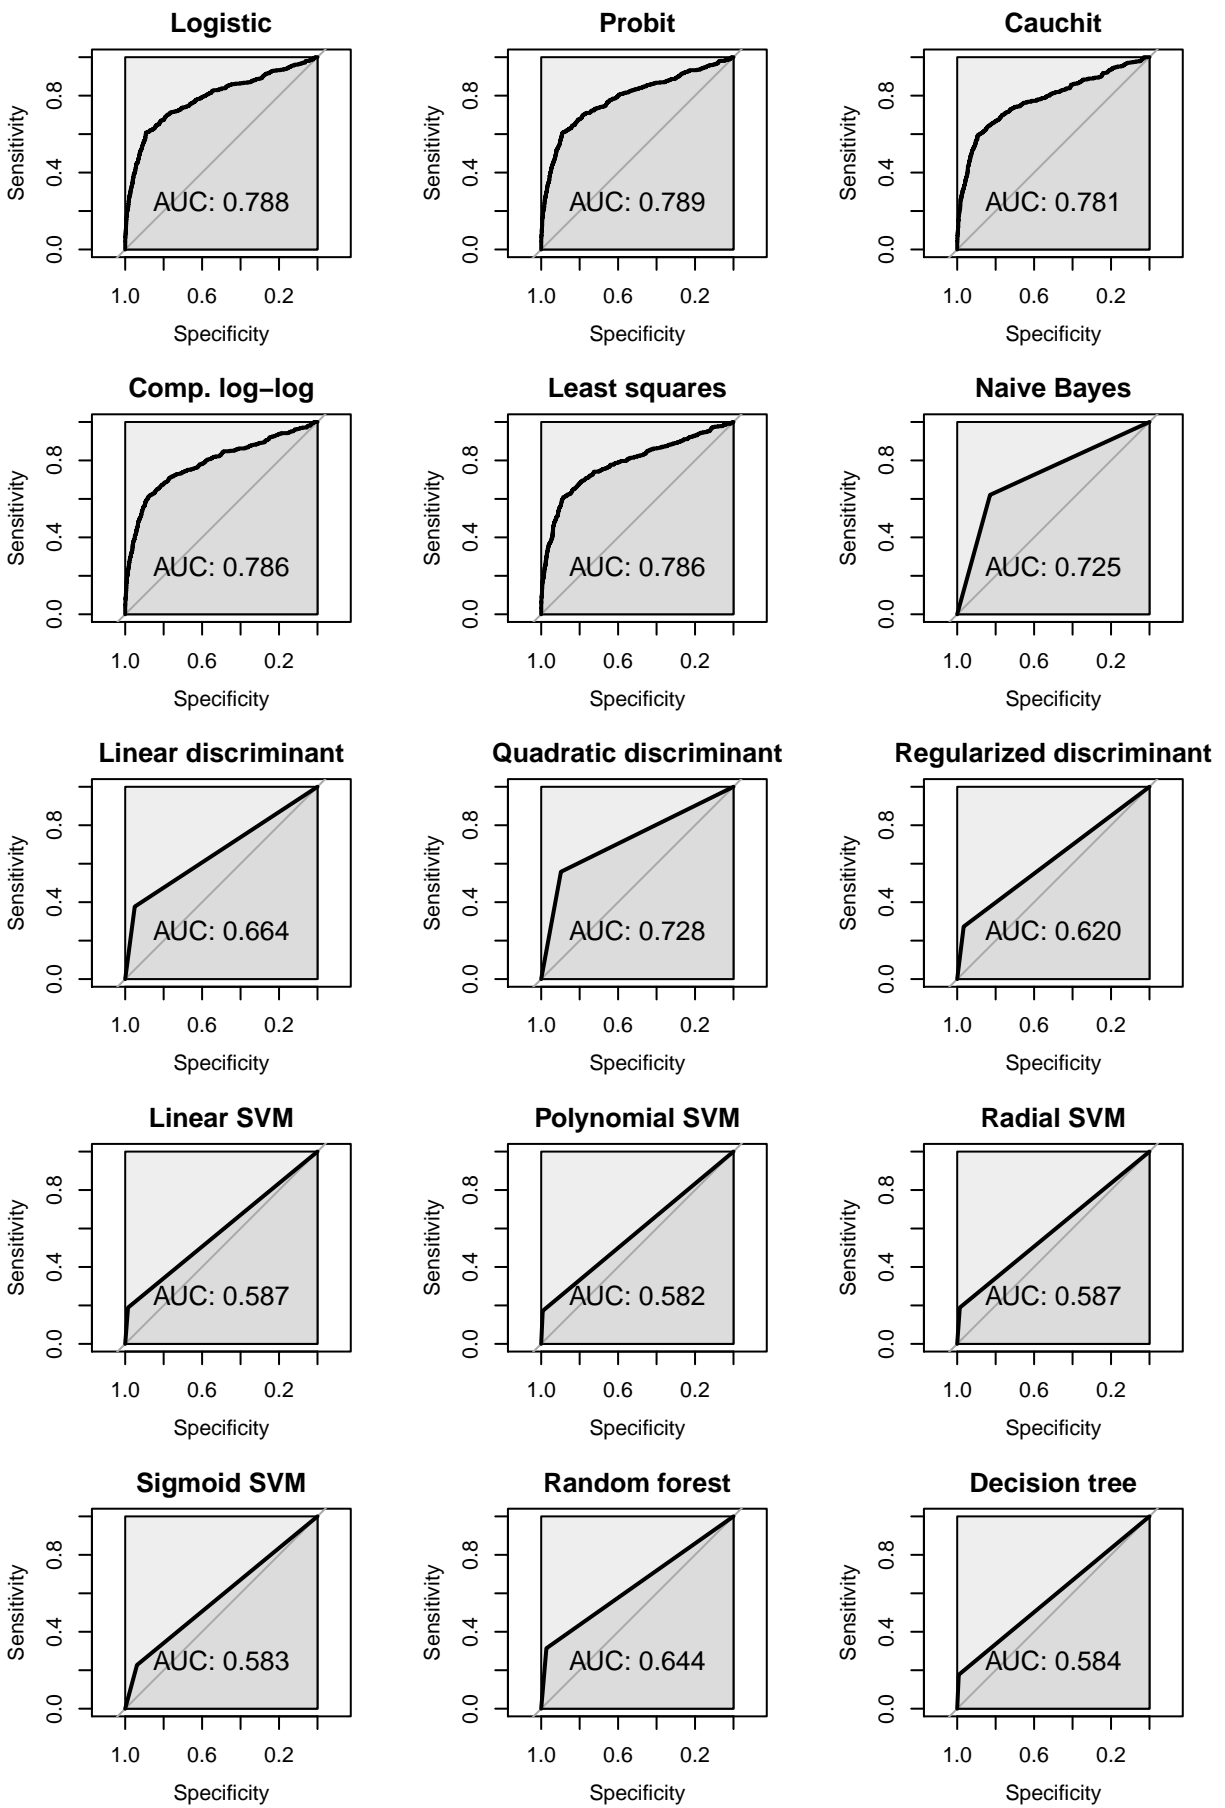 Logistic
Probit
Cauchit
Sensitivity
0.0 0.4 0.8
AUC: 0.788
1.0 0.6 0.2
Specificity
Sensitivity
0.0 0.4 0.8
AUC: 0.789
1.0 0.6 0.2
Specificity
Sensitivity
0.0 0.4 0.8
AUC: 0.781
1.0 0.6 0.2
Specificity
Comp. log−log
Least squares
Naive Bayes
Sensitivity
0.0 0.4 0.8
AUC: 0.786
1.0 0.6 0.2
Specificity
Sensitivity
0.0 0.4 0.8
AUC: 0.786
1.0 0.6 0.2
Specificity
Sensitivity
0.0 0.4 0.8
AUC: 0.725
1.0 0.6 0.2
Specificity
Linear discriminant
Quadratic discriminant
Regularized discriminant
Sensitivity
0.0 0.4 0.8
AUC: 0.664
1.0 0.6 0.2
Specificity
Sensitivity
0.0 0.4 0.8
AUC: 0.728
1.0 0.6 0.2
Specificity
Sensitivity
0.0 0.4 0.8
AUC: 0.620
1.0 0.6 0.2
Specificity
Linear SVM
Polynomial SVM
Radial SVM
Sensitivity
0.0 0.4 0.8
AUC: 0.587
1.0 0.6 0.2
Specificity
Sensitivity
0.0 0.4 0.8
AUC: 0.582
1.0 0.6 0.2
Specificity
Sensitivity
0.0 0.4 0.8
AUC: 0.587
1.0 0.6 0.2
Specificity
Sigmoid SVM
Random forest
Decision tree
Sensitivity
0.0 0.4 0.8
AUC: 0.583
1.0 0.6 0.2
Specificity
Sensitivity
0.0 0.4 0.8
AUC: 0.644
1.0 0.6 0.2
Specificity
Sensitivity
0.0 0.4 0.8
AUC: 0.584
1.0 0.6 0.2
Specificity